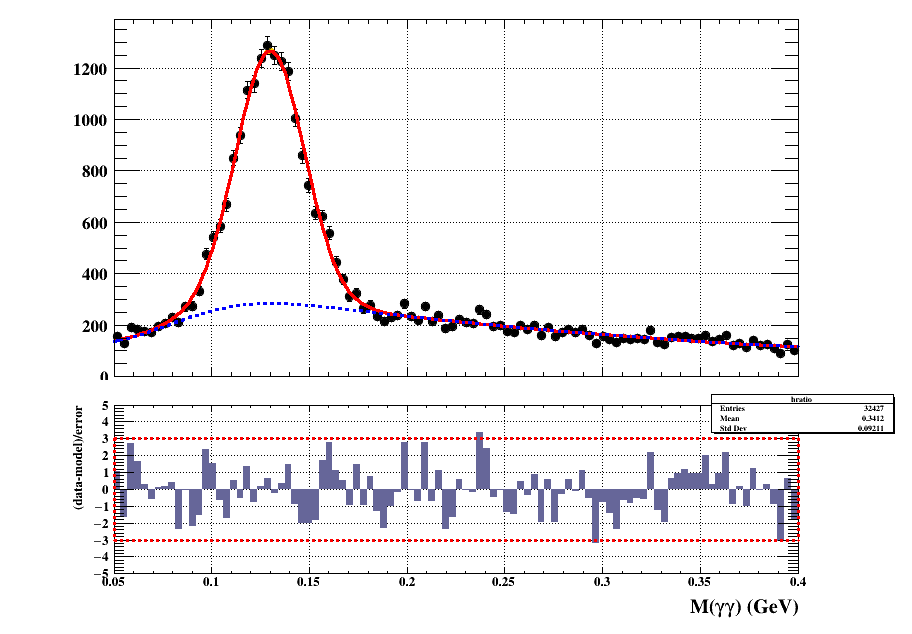 1200
1000
800
600
400
200
0
(data-model)/error
5
4
3
2
1
0
−1
−2
−3
−4
−5
hratio
Entries 32427
Mean 0.3412
Std Dev 0.09211
0.05 0.1 0.15 0.2 0.25 0.3 0.35 0.4
M(γγ) (GeV)